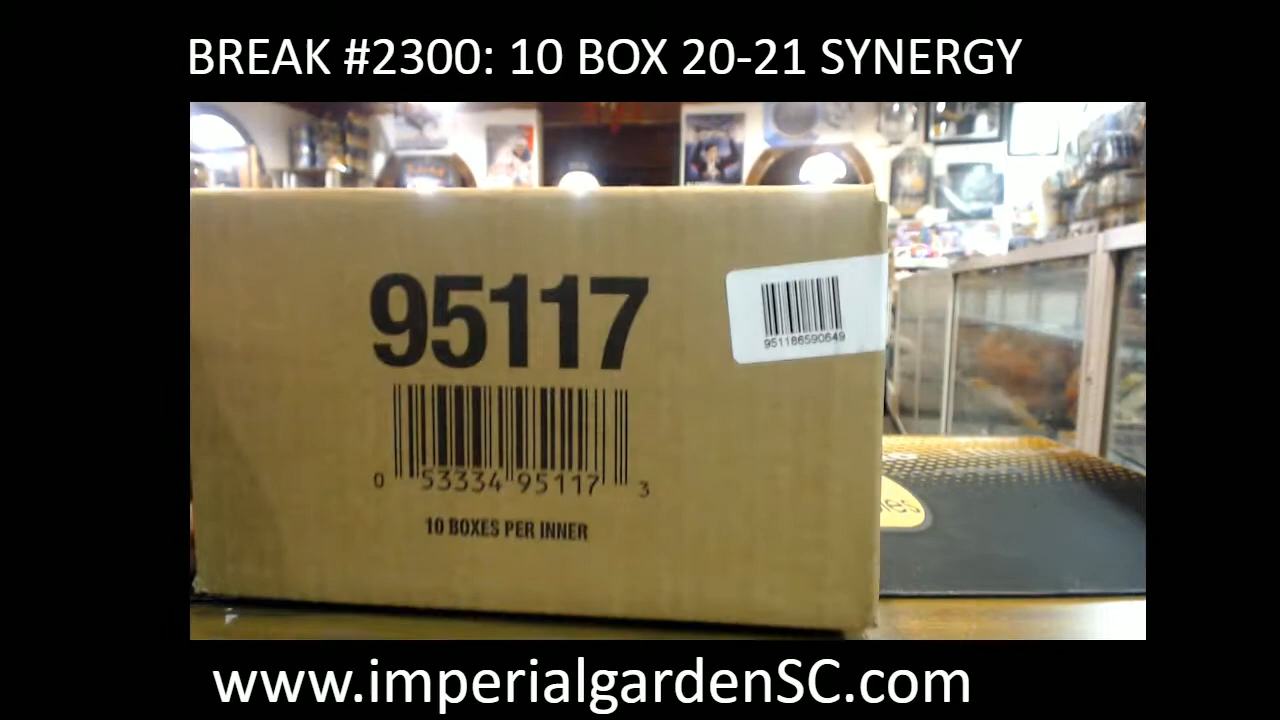 BREAK #2300: 10 BOX 20-21 SYNERGY
95117
951186590649
0 53334 95117 3
10 BOXES PER INNER
www.imperialgardenSC.com